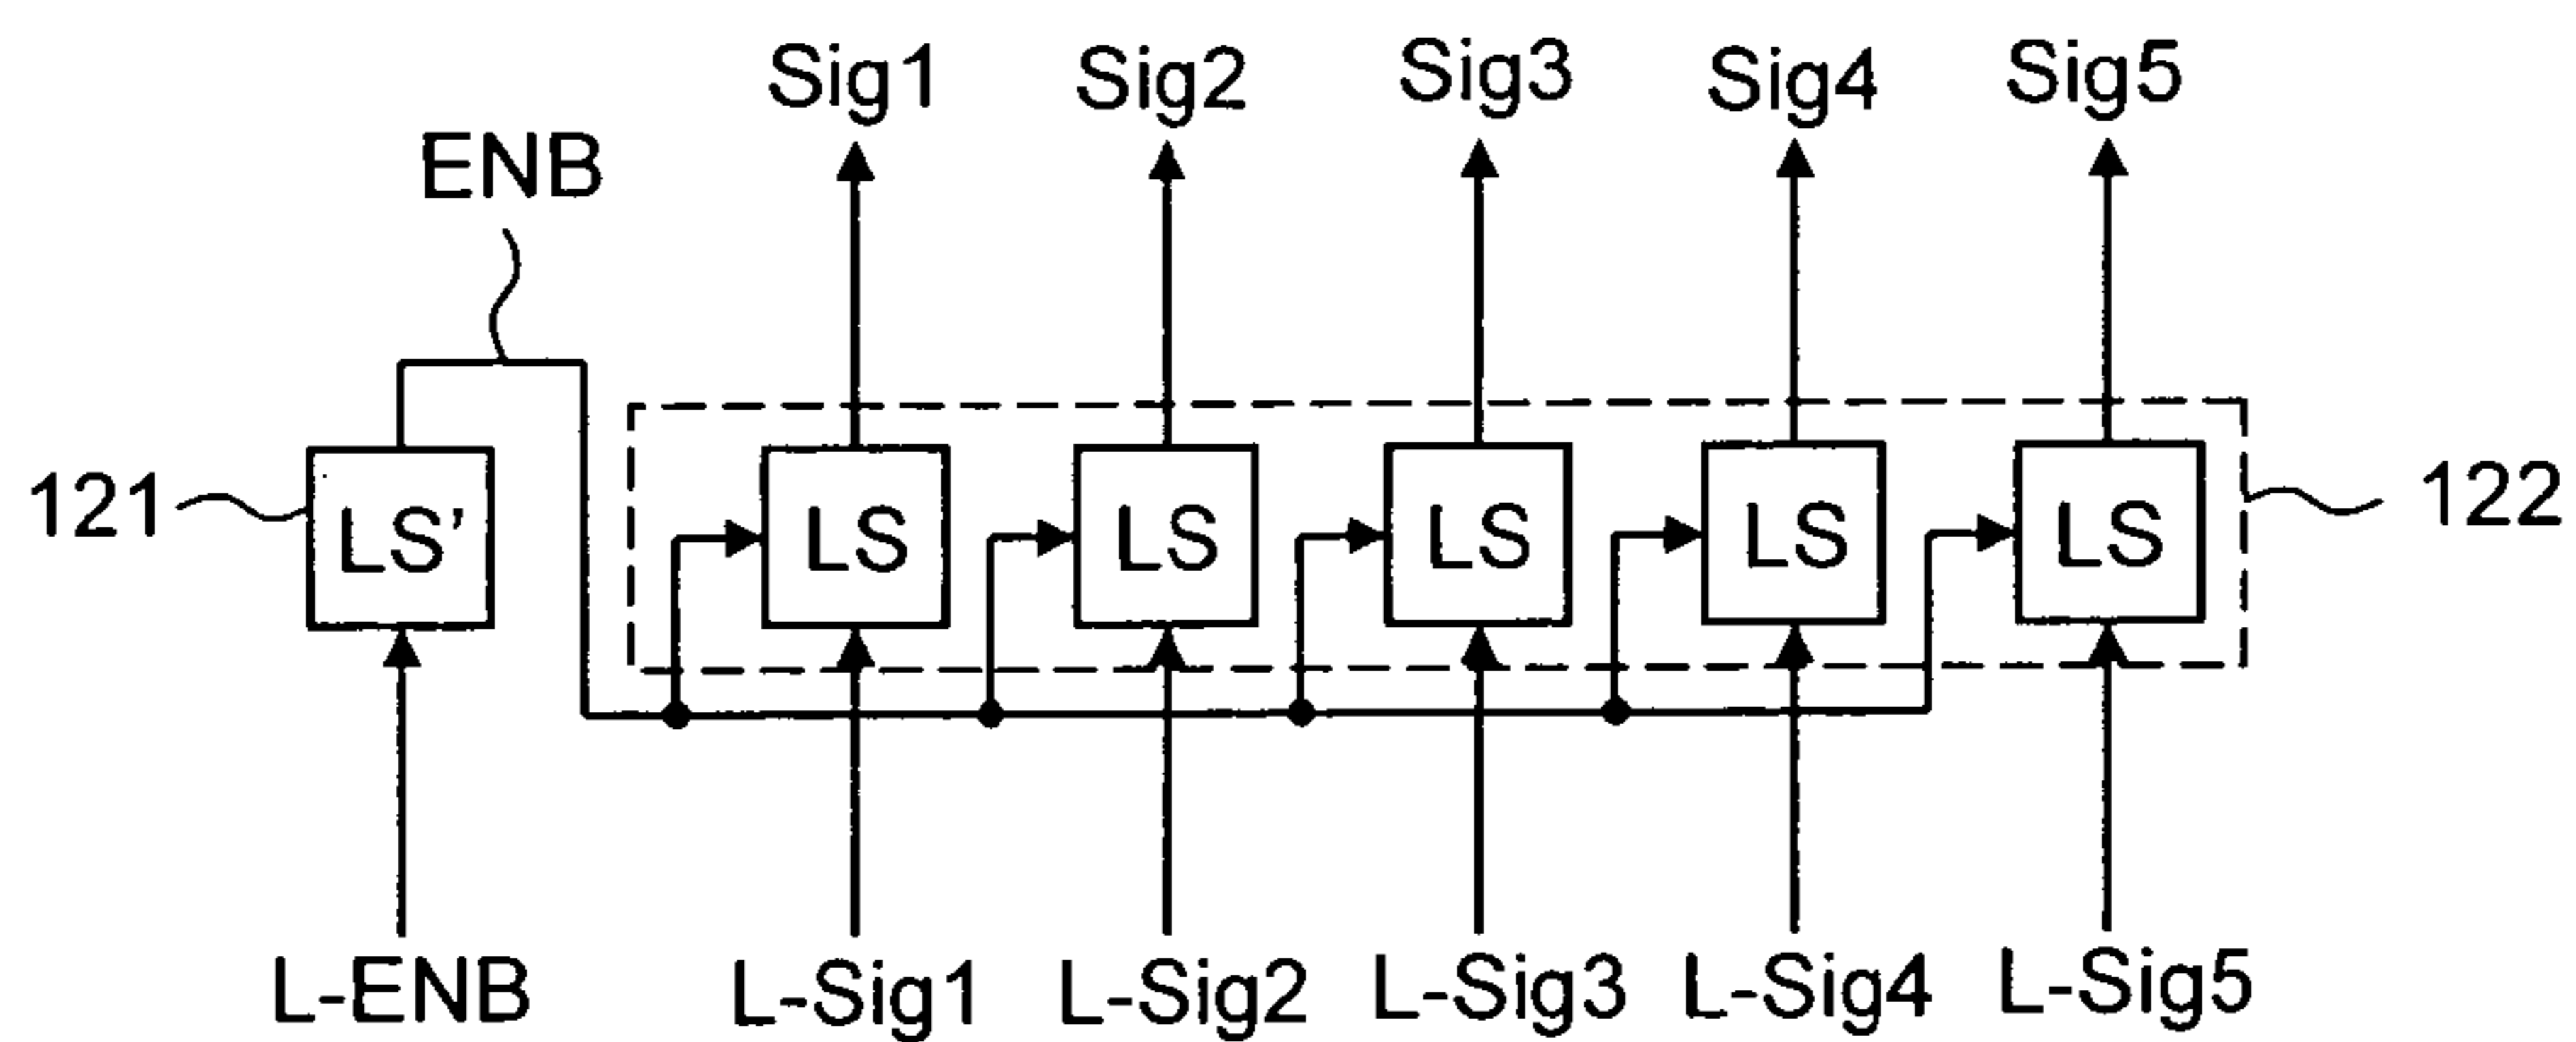 Sig1 Sig2 Sig3 Sig4 Sig5
ENB
121 LS' LS LS LS LS LS 122
L-ENB L-Sig1 L-Sig2 L-Sig3 L-Sig4 L-Sig5